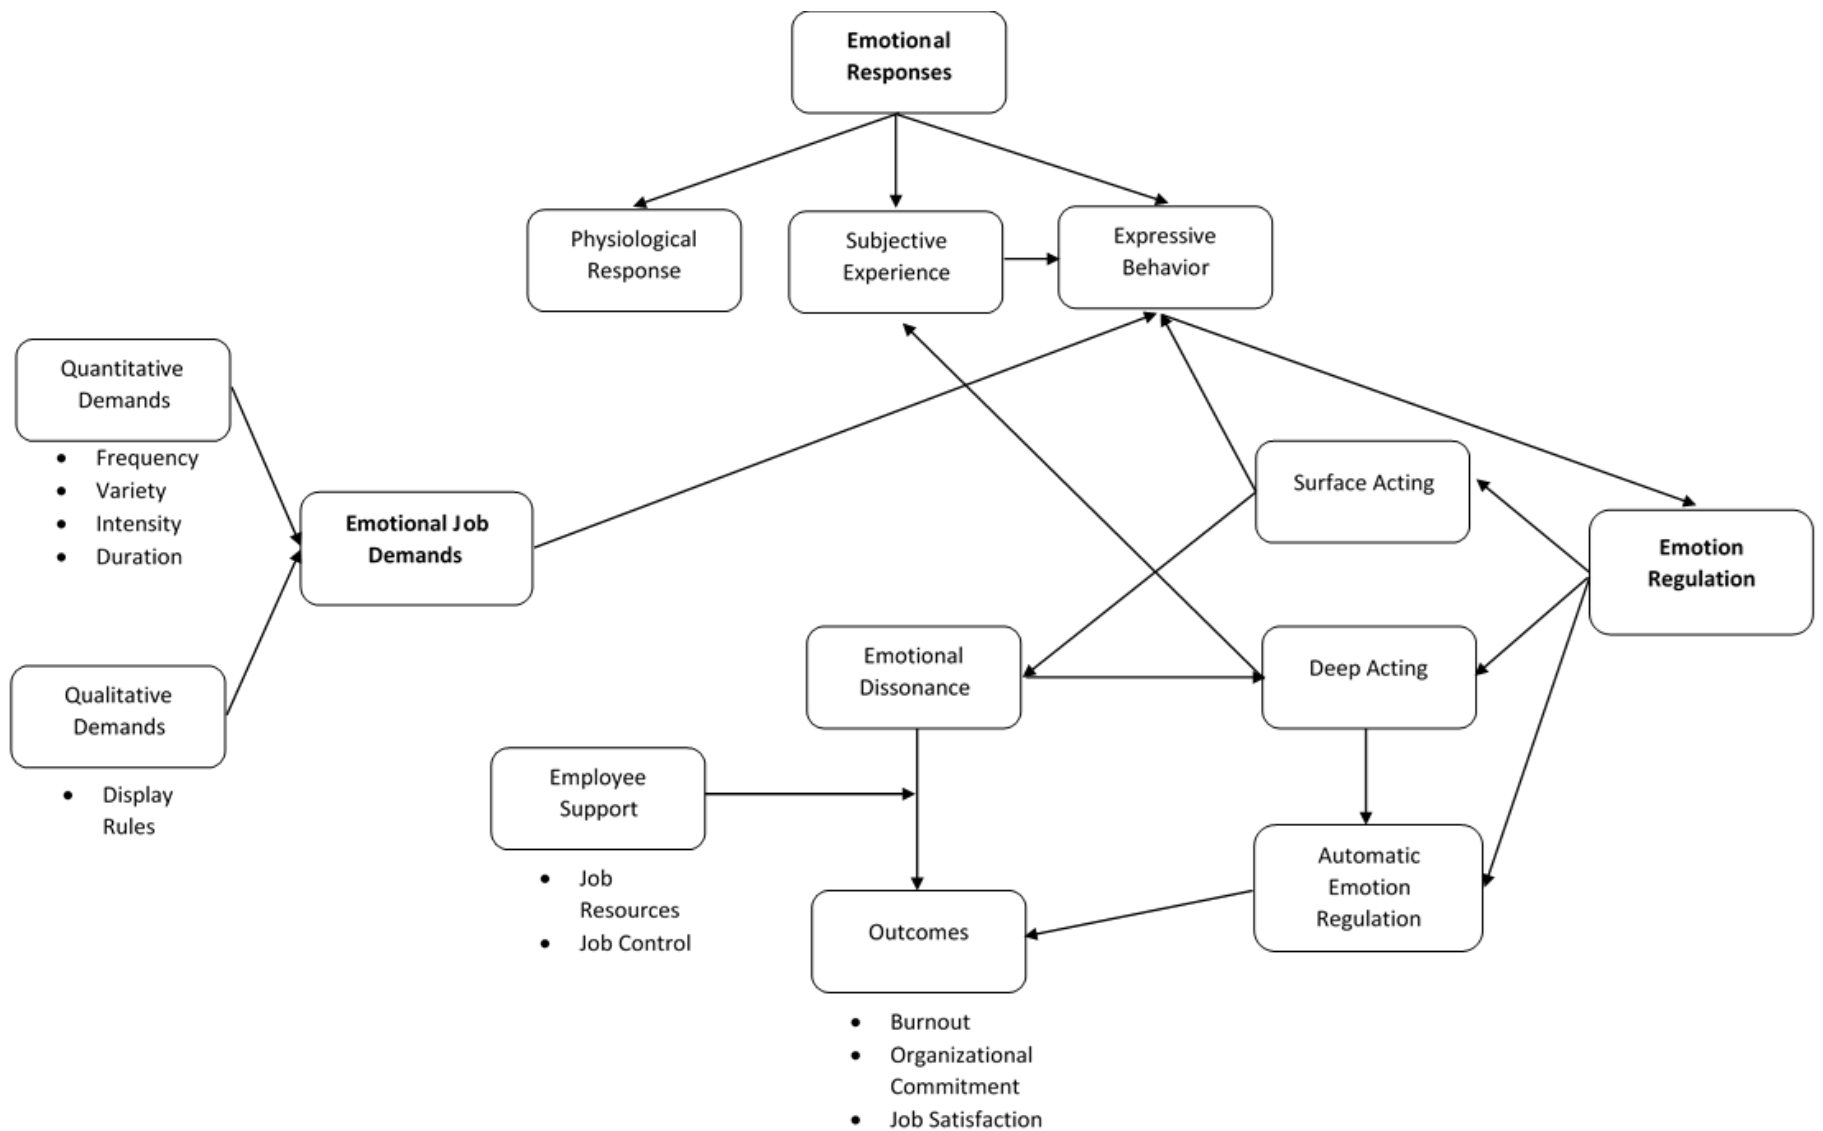 Emotional
Responses
Physiological
Response
Subjective
Experience
Expressive
Behavior
Quantitative
Demands
• Frequency
• Variety
• Intensity
• Duration
Emotional Job
Demands
Qualitative
Demands
• Display
Rules
Surface Acting
Emotion
Regulation
Emotional
Dissonance
Deep Acting
Employee
Support
• Job
Resources
• Job Control
Automatic
Emotion
Regulation
Outcomes
• Burnout
• Organizational
Commitment
• Job Satisfaction